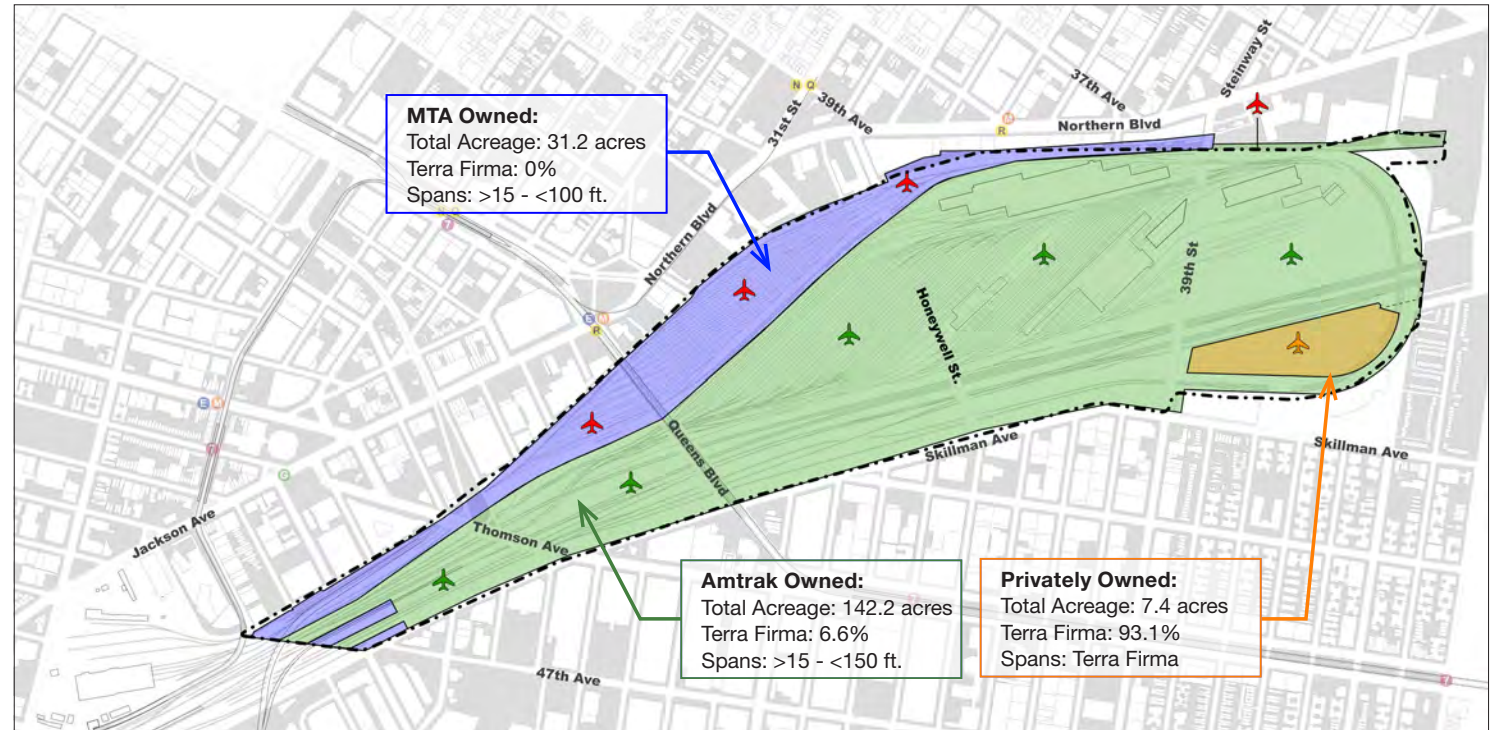 Steinway St
37th Ave
N Q
39th Ave
31st St
M
R
Northern Blvd
MTA Owned:
Total Acreage: 31.2 acres
Terra Firma: 0%
Spans: >15 - <100 ft.
N Q
7
Northern Blvd
39th St
Honeywell St.
E M
R
E M
7
G
Queens Blvd
Skillman Ave
Skillman Ave
Jackson Ave
Thomson Ave
Amtrak Owned:
Total Acreage: 142.2 acres
Terra Firma: 6.6%
Spans: >15 - <150 ft.
Privately Owned:
Total Acreage: 7.4 acres
Terra Firma: 93.1%
Spans: Terra Firma
47th Ave
7